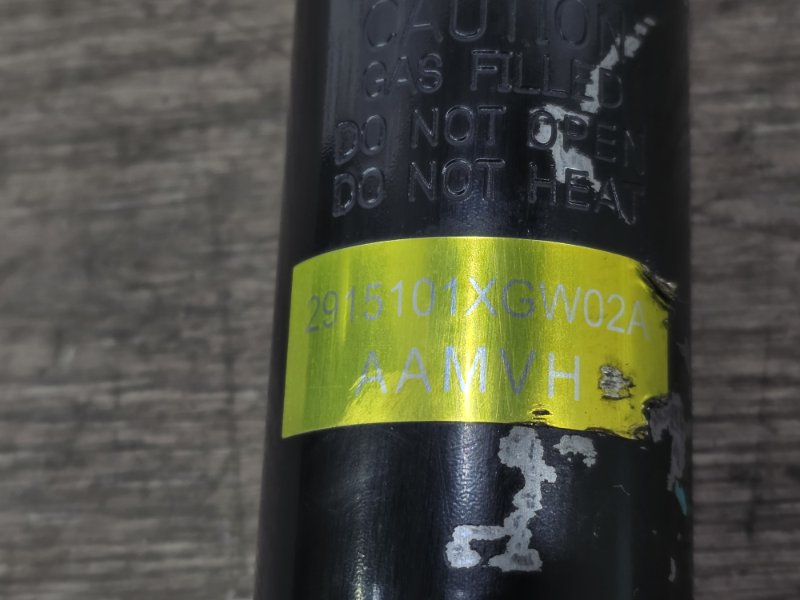 CAUTION
GAS FILLED
DO NOT OPEN
DO NOT HEAT
2915101XGW02A
AAMVH